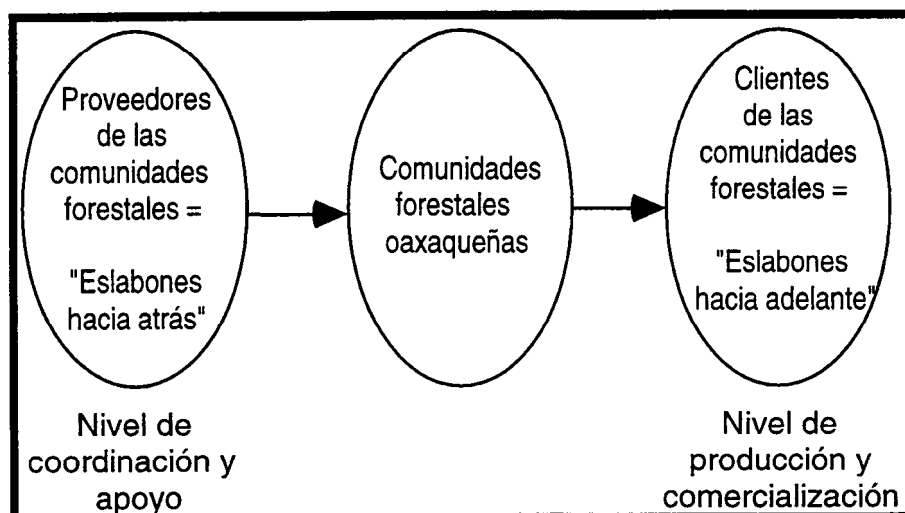 Proveedores
de las
comunidades
forestales =
"Eslabones
hacia atrás"
Nivel de
coordinación y
apoyo
Comunidades
forestales
oaxaqueñas
Clientes
de las
comunidades
forestales =
"Eslabones
hacia adelante"
Nivel de
producción y
comercialización